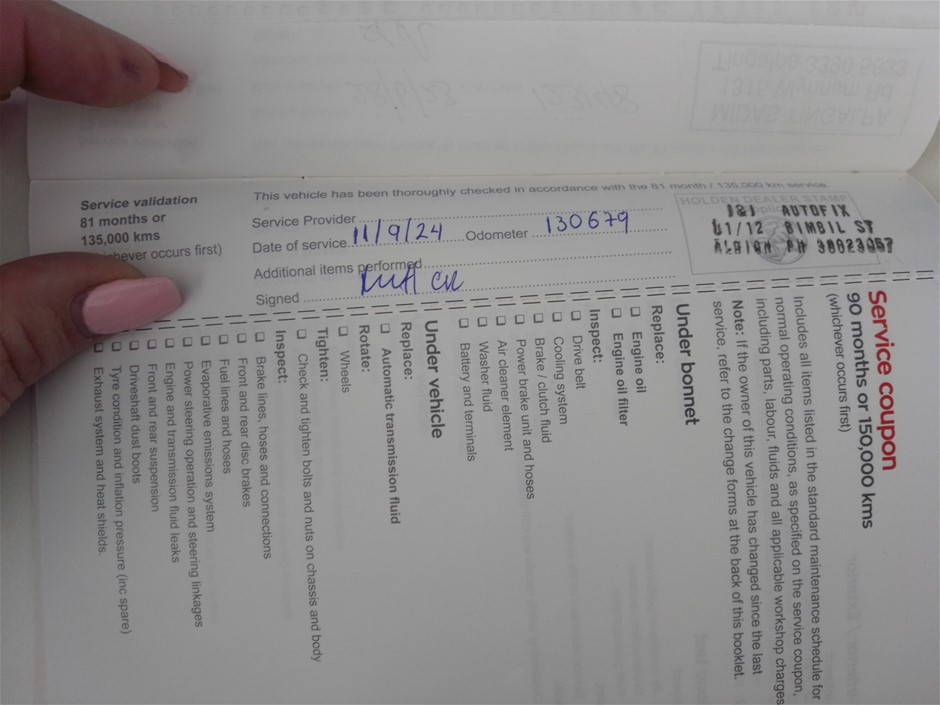 Service validation
81 months or
135,000 kms
hever occurs first)
This vehicle has been thoroughly checked in accordance with the 81 month / 135,000 km service.
Service Provider
Date of service 11/9/24 Odometer 130679
Additional items performed
Signed
HOLDEN DEALER STAMP
J&J AUTOFIX
U1/12 BIMBIL ST
ALBION PH 38623057
Service coupon
90 months or 150,000 kms
(whichever occurs first)
Includes all items listed in the standard maintenance schedule for
normal operating conditions, as specified on the service coupon,
including parts, labour, fluids and all applicable workshop charges
Note: If the owner of this vehicle has changed since the last
service, refer to the change forms at the back of this booklet.
Under bonnet
Replace:
Engine oil
Engine oil filter
Inspect:
Drive belt
Cooling system
Brake / clutch fluid
Power brake unit and hoses
Air cleaner element
Washer fluid
Battery and terminals
Under vehicle
Replace:
Automatic transmission fluid
Rotate:
Wheels
Tighten:
Check and tighten bolts and nuts on chassis and body
Inspect:
Brake lines, hoses and connections
Front and rear disc brakes
Fuel lines and hoses
Evaporative emissions system
Power steering operation and steering linkages
Engine and transmission fluid leaks
Front and rear suspension
Driveshaft dust boots
Tyre condition and inflation pressure (inc spare)
Exhaust system and heat shields.